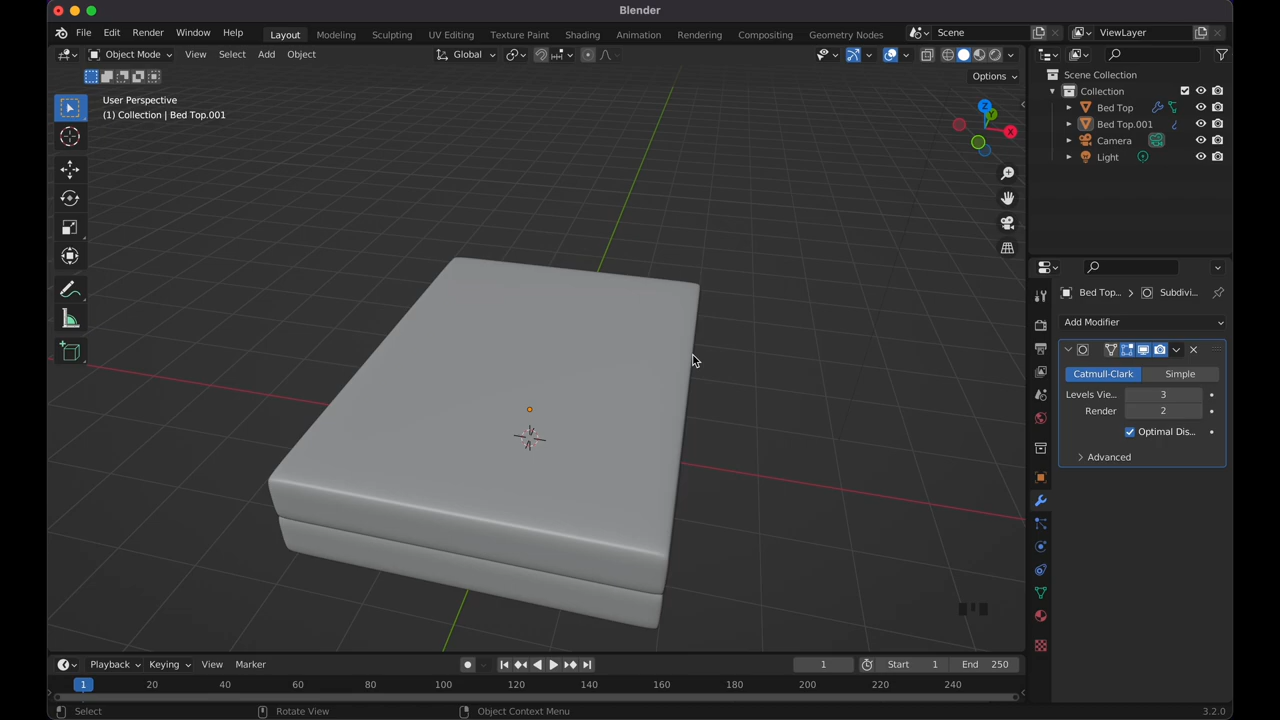 Blender
File Edit Render Window Help
Layout Modeling Sculpting UV Editing Texture Paint Shading Animation Rendering Compositing Geometry Nodes
Scene
ViewLayer
Object Mode View Select Add Object
Global
Options
User Perspective
(1) Collection | Bed Top.001
Z
Y
X
Scene Collection
Collection
Bed Top
Bed Top.001
Camera
Light
Bed Top... > Subdivi...
Add Modifier
Catmull-Clark Simple
Levels Vie... 3
Render 2
Optimal Dis...
Advanced
Playback Keying View Marker
1
Start 1
End 250
1 20 40 60 80 100 120 140 160 180 200 220 240
Select Rotate View Object Context Menu 3.2.0